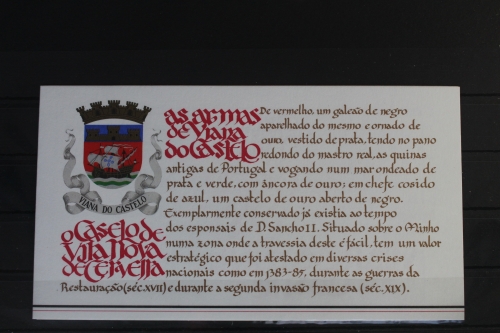 VIANA DO CASTELO
as armas
de Viana
do Castelo
De vermelho, um galeão de negro
aparelhado do mesmo e ornado de
ouro, vestido de prata, tendo no pano
redondo do mastro real, as quinas
antigas de Portugal e vogando num mar ondeado de
prata e verde, com âncora de ouro; em chefe cosido
de azul, um castelo de ouro aberto de negro.
o Castelo de
Vila Nova
de Cerveira
Exemplarmente conservado já existia ao tempo
dos esponsais de D. Sancho II. Situado sobre o Minho
numa zona onde a travessia deste é fácil, tem um valor
estratégico que foi atestado em diversas crises
nacionais como em 1383-85, durante as guerras da
Restauração (séc. XVII) e durante a segunda invasão francesa (séc. XIX).